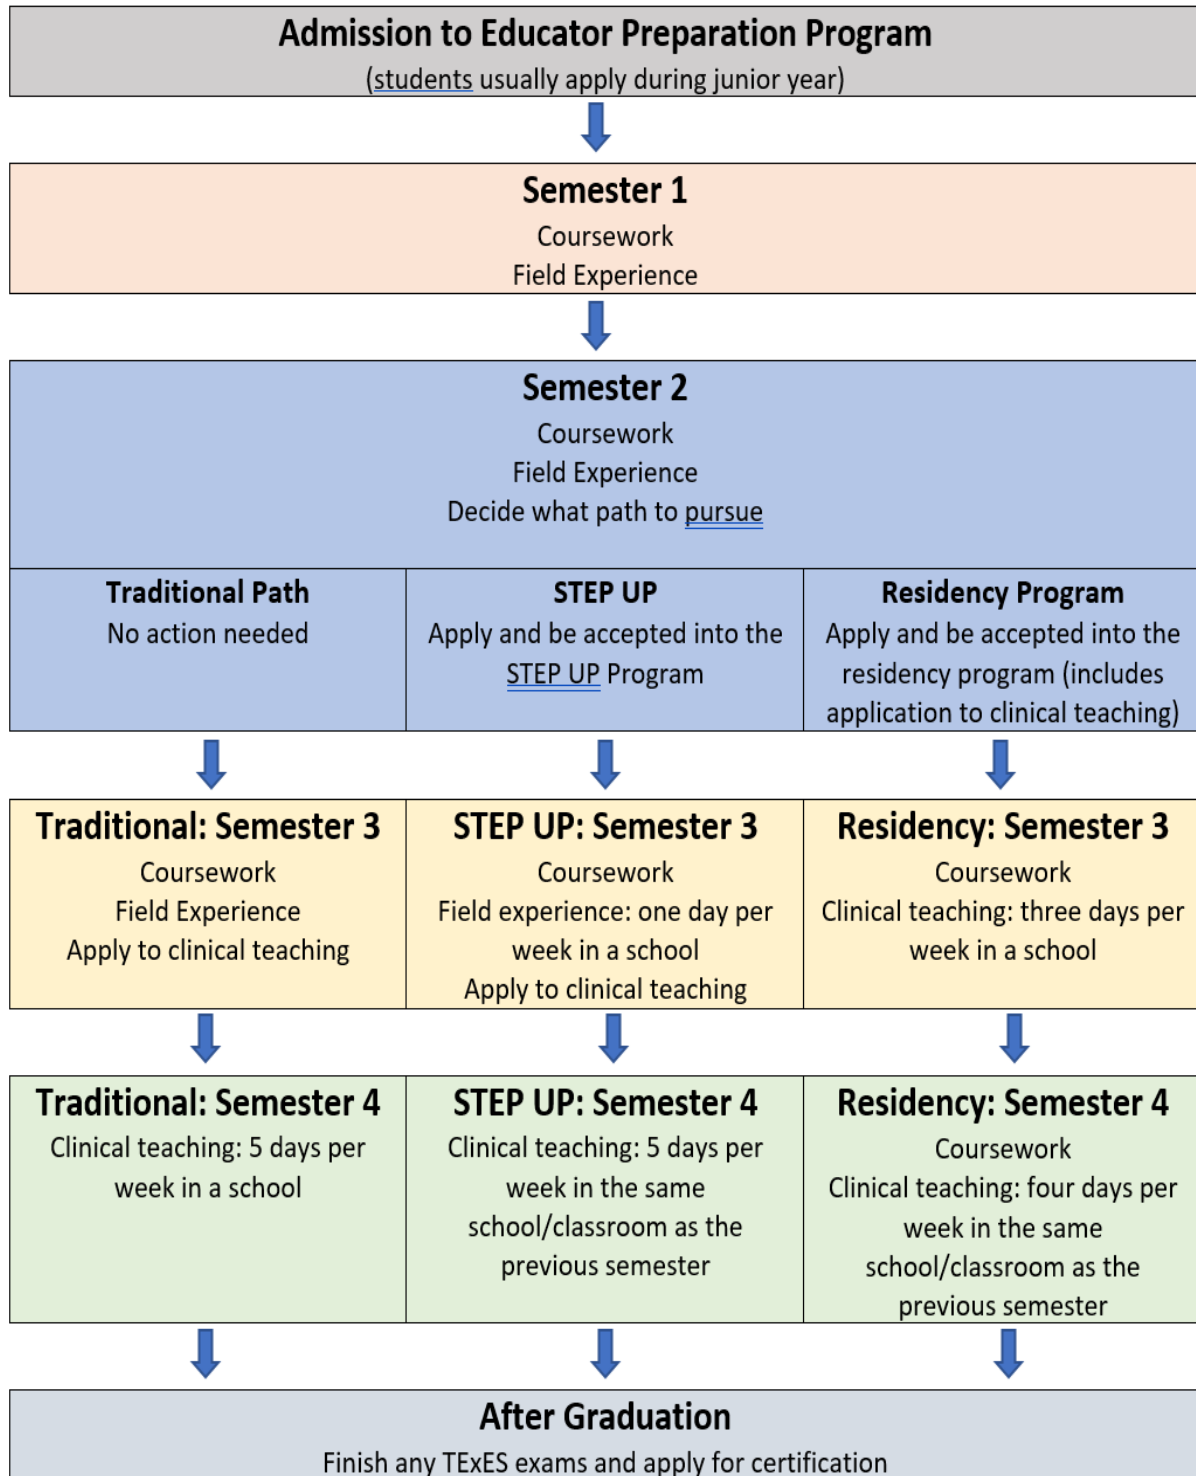 Admission to Educator Preparation Program
(students usually apply during junior year)
Semester 1
Coursework
Field Experience
Semester 2
Coursework
Field Experience
Decide what path to pursue
Traditional Path
No action needed
STEP UP
Apply and be accepted into the
STEP UP Program
Residency Program
Apply and be accepted into the
residency program (includes
application to clinical teaching)
Traditional: Semester 3
Coursework
Field Experience
Apply to clinical teaching
STEP UP: Semester 3
Coursework
Field experience: one day per
week in a school
Apply to clinical teaching
Residency: Semester 3
Coursework
Clinical teaching: three days per
week in a school
Traditional: Semester 4
Clinical teaching: 5 days per
week in a school
STEP UP: Semester 4
Clinical teaching: 5 days per
week in the same
school/classroom as the
previous semester
Residency: Semester 4
Coursework
Clinical teaching: four days per
week in the same
school/classroom as the
previous semester
After Graduation
Finish any TExES exams and apply for certification